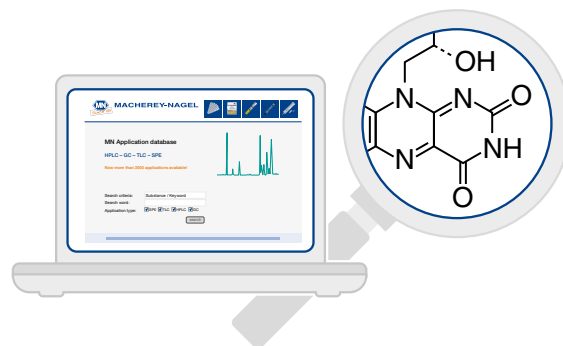 MN
MACHEREY-NAGEL
MN Application database
HPLC – GC – TLC – SPE
Now more than 3000 applications available!
Search criteria: Substance / Keyword
Search word:
Application type: SPE TLC HPLC GC
OH
N
N
O
N
NH
O